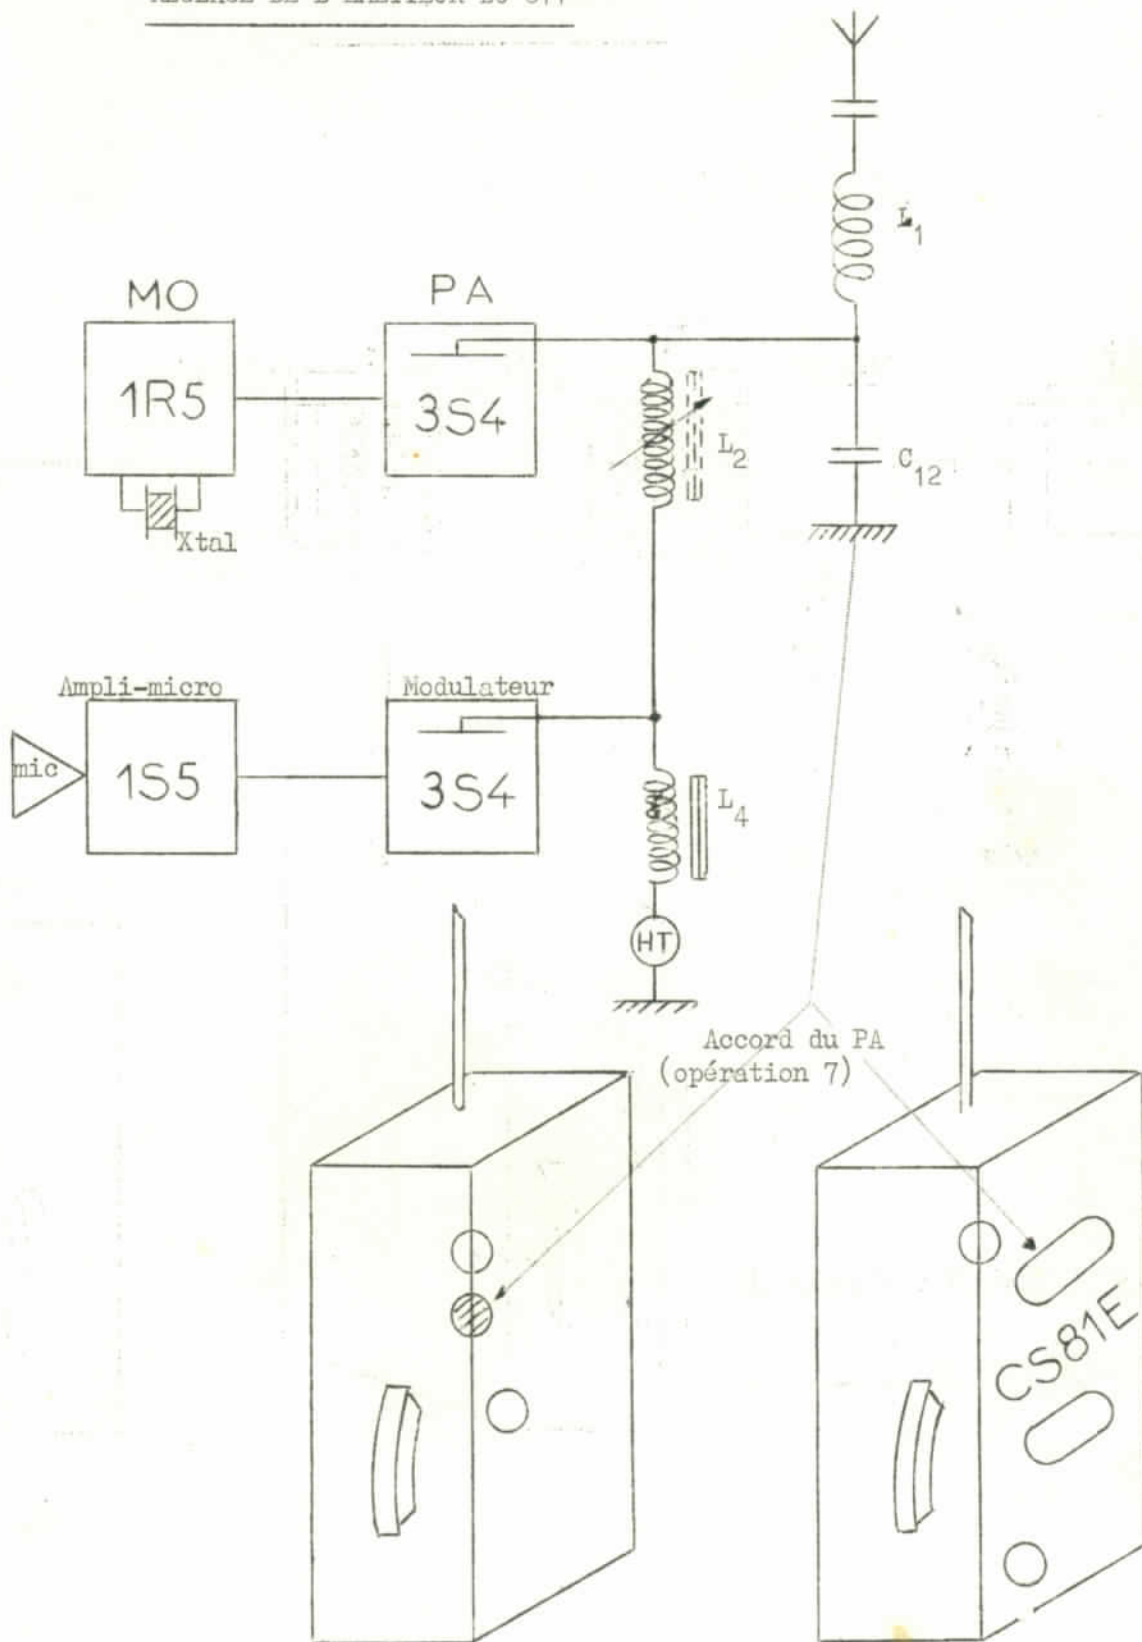 MO
PA
1R5
3S4
Xtal
L1
L2
C12
Ampli-micro
Modulateur
mic
1S5
3S4
L4
HT
Accord du PA
(opération 7)
CS81E